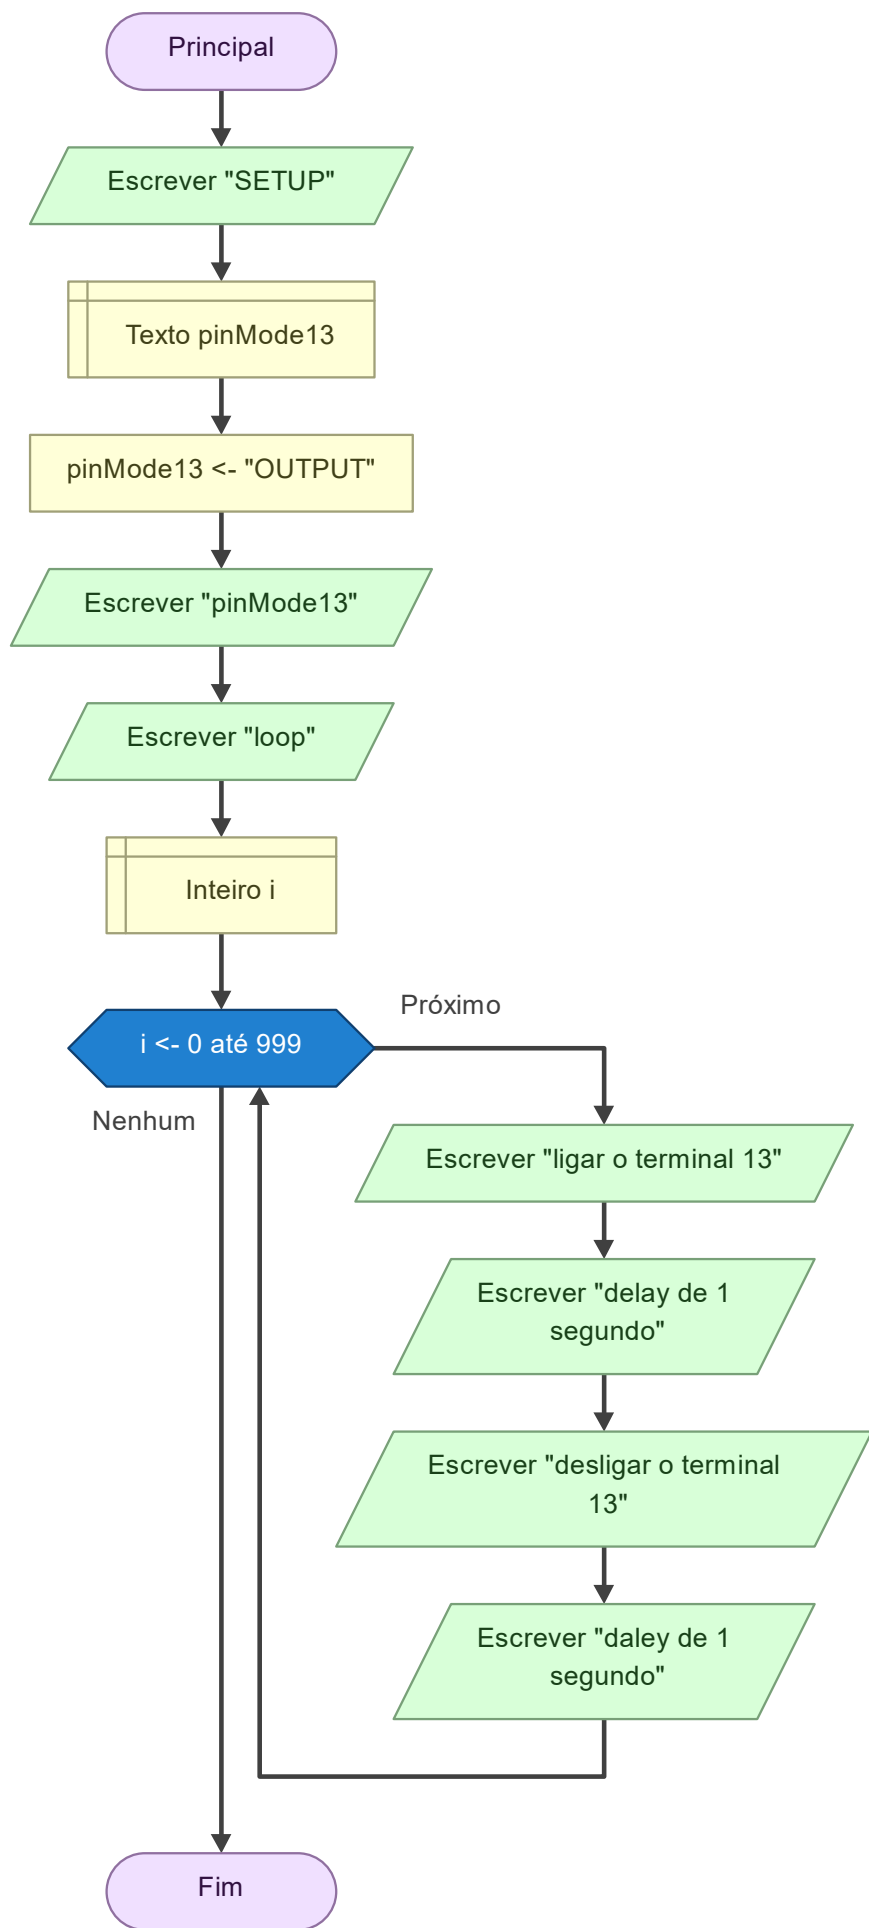 Principal
Escrever "SETUP"
Texto pinMode13
pinMode13 <- "OUTPUT"
Escrever "pinMode13"
Escrever "loop"
Inteiro i
i <- 0 até 999
Próximo
Nenhum
Escrever "ligar o terminal 13"
Escrever "delay de 1
segundo"
Escrever "desligar o terminal
13"
Escrever "daley de 1
segundo"
Fim